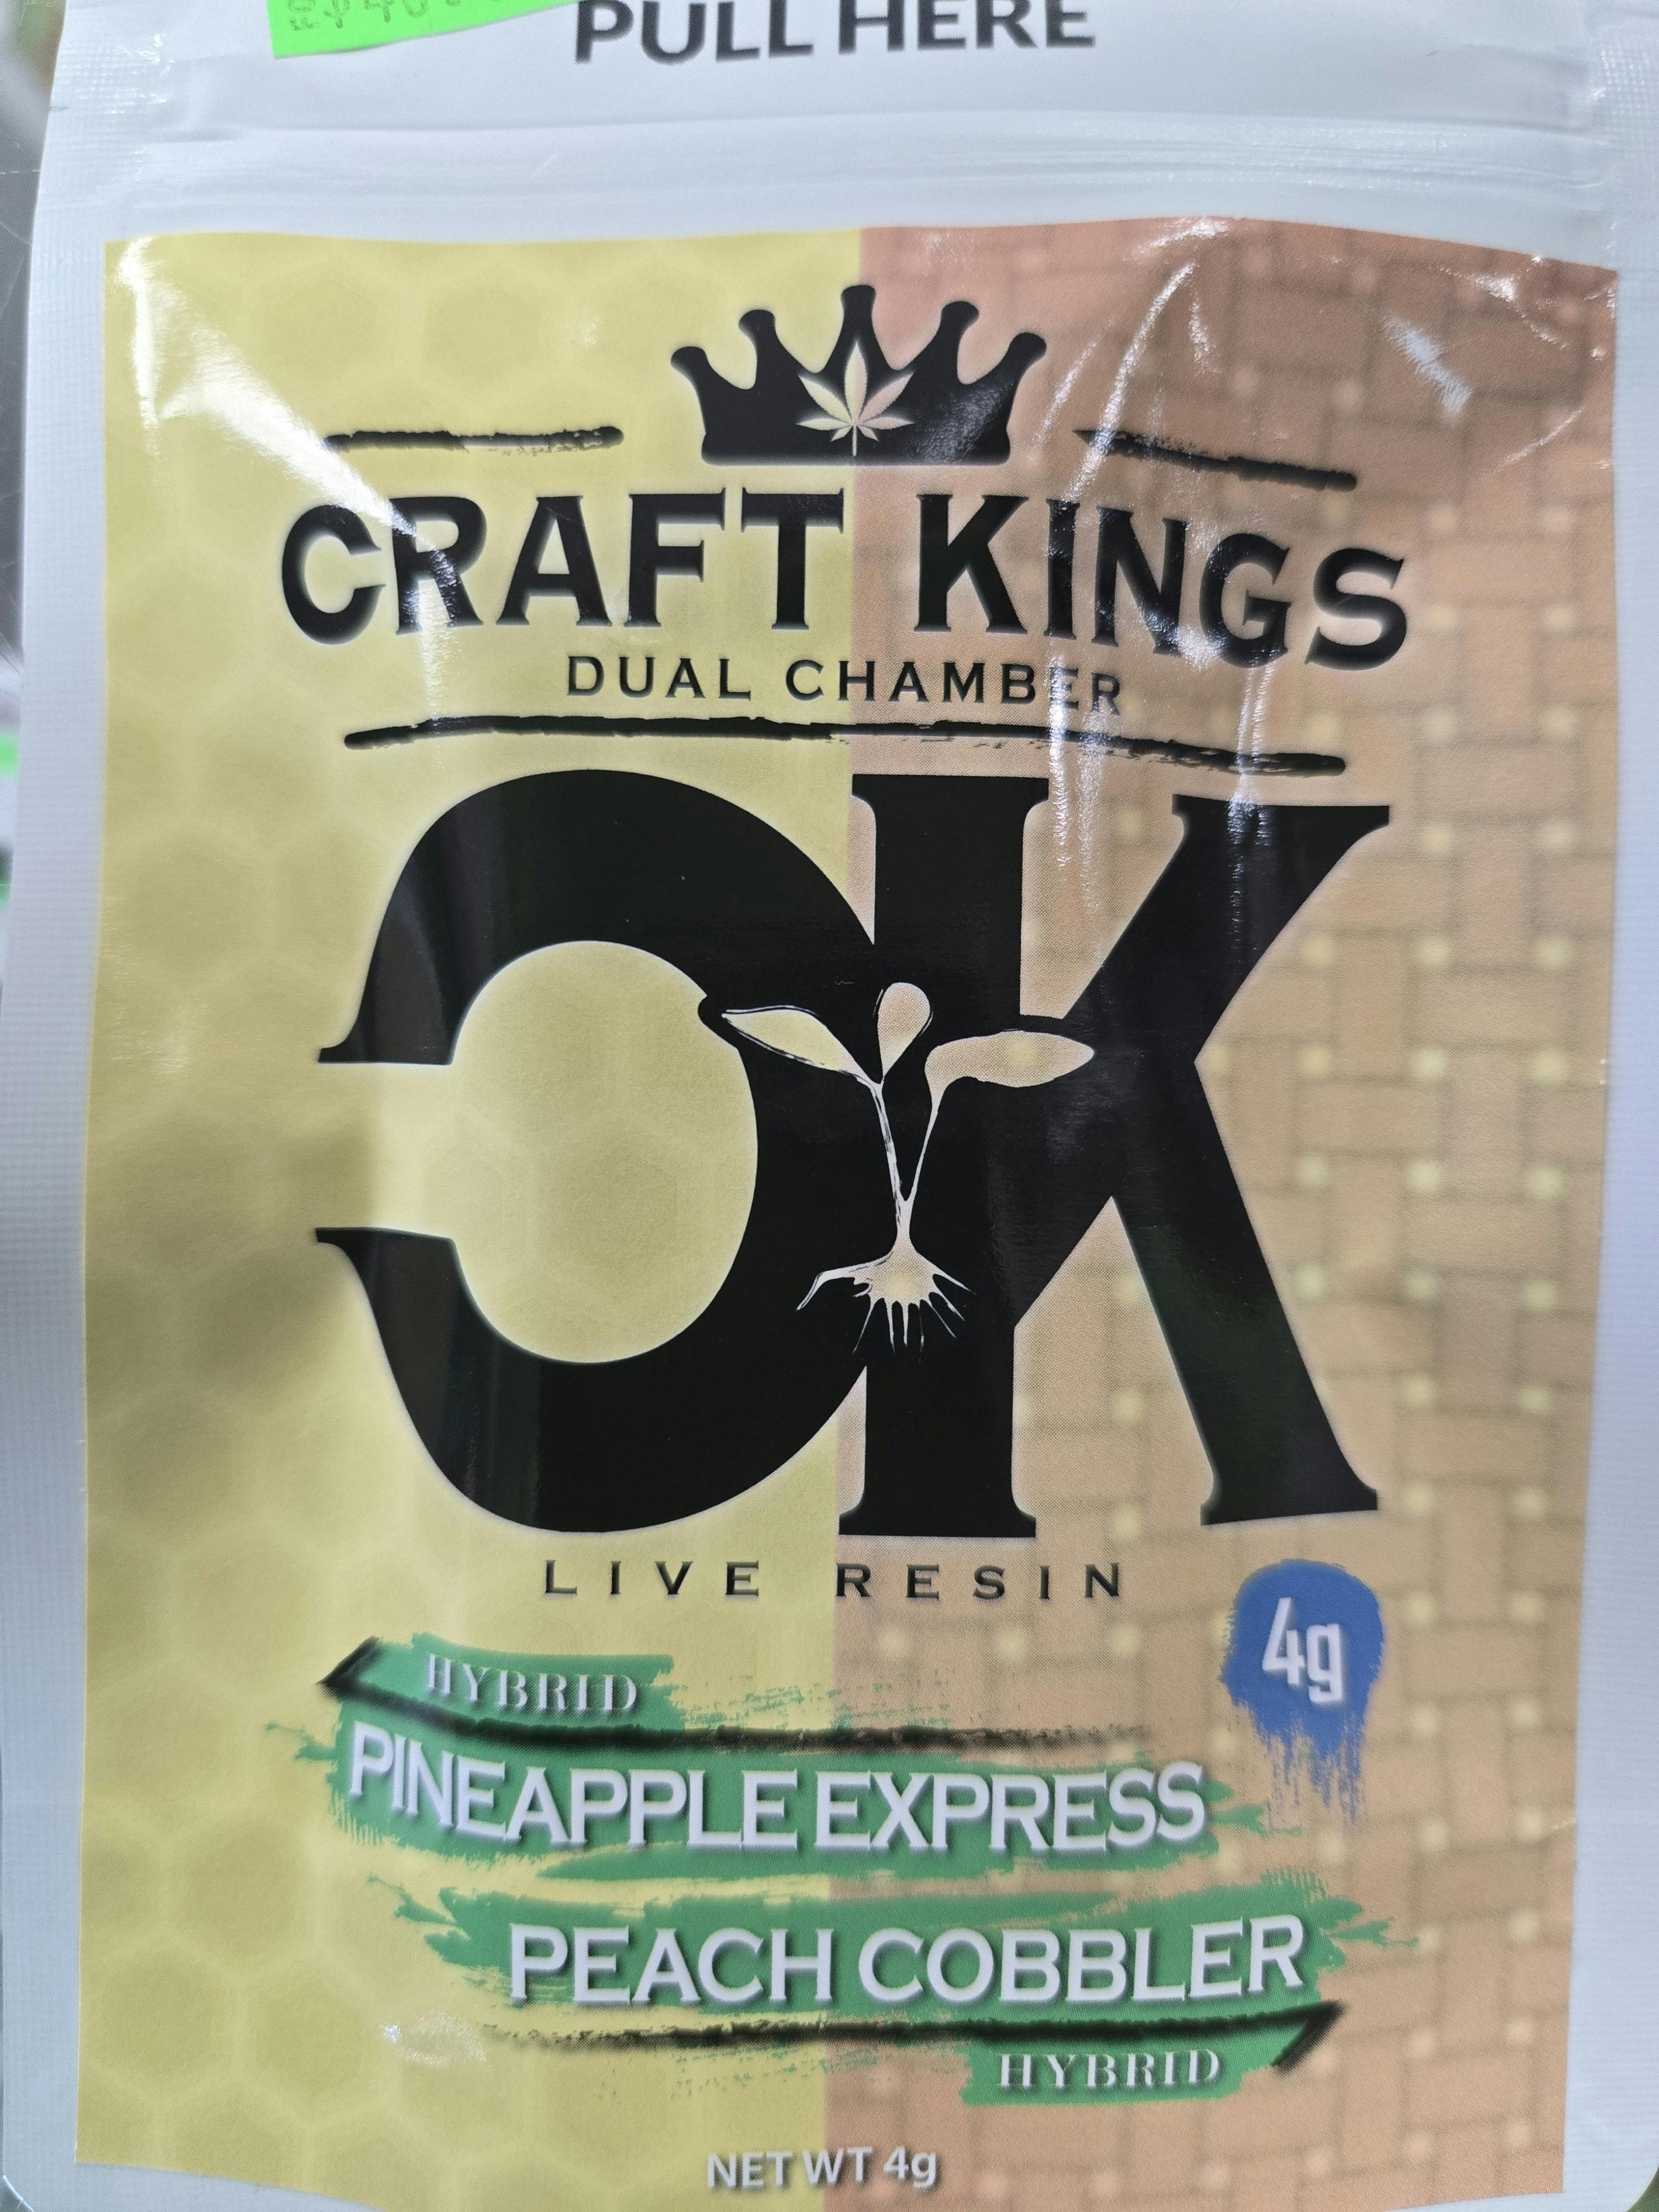 PULL HERE
CRAFT KINGS
DUAL CHAMBER
CK
LIVE RESIN
4g
HYBRID
PINEAPPLE EXPRESS
PEACH COBBLER
HYBRID
NET WT 4g